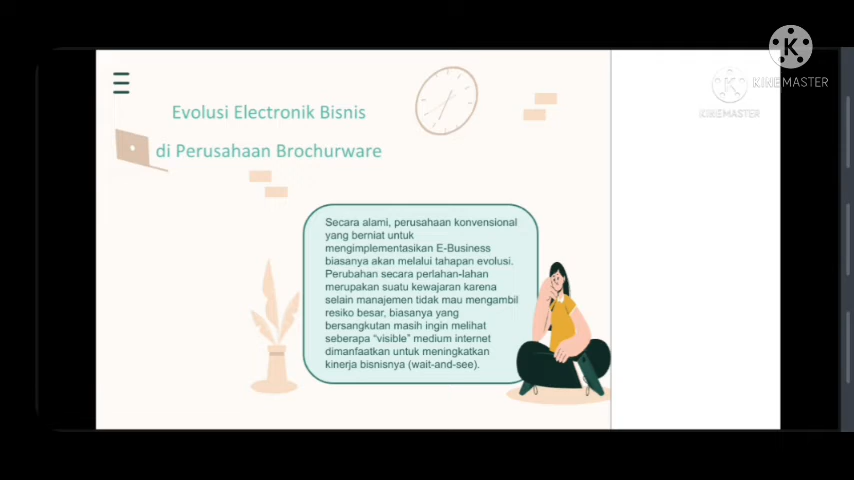 KINEMASTER
KINEMASTER
Evolusi Electronik Bisnis
di Perusahaan Brochurware
Secara alami, perusahaan konvensional
yang berniat untuk
mengimplementasikan E-Business
biasanya akan melalui tahapan evolusi.
Perubahan secara perlahan-lahan
merupakan suatu kewajaran karena
selain manajemen tidak mau mengambil
resiko besar, biasanya yang
bersangkutan masih ingin melihat
seberapa “visible” medium internet
dimanfaatkan untuk meningkatkan
kinerja bisnisnya (wait-and-see).